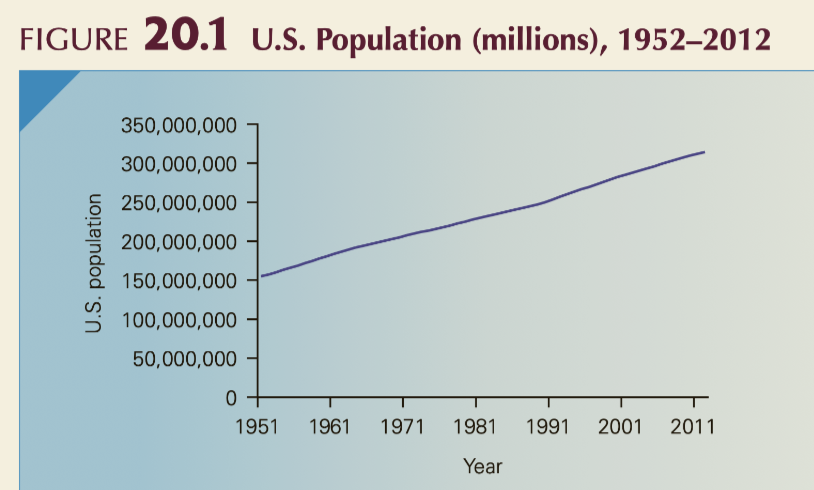 FIGURE 20.1 U.S. Population (millions), 1952–2012
350,000,000
300,000,000
250,000,000
200,000,000
150,000,000
100,000,000
50,000,000
0
U.S. population
1951 1961 1971 1981 1991 2001 2011
Year